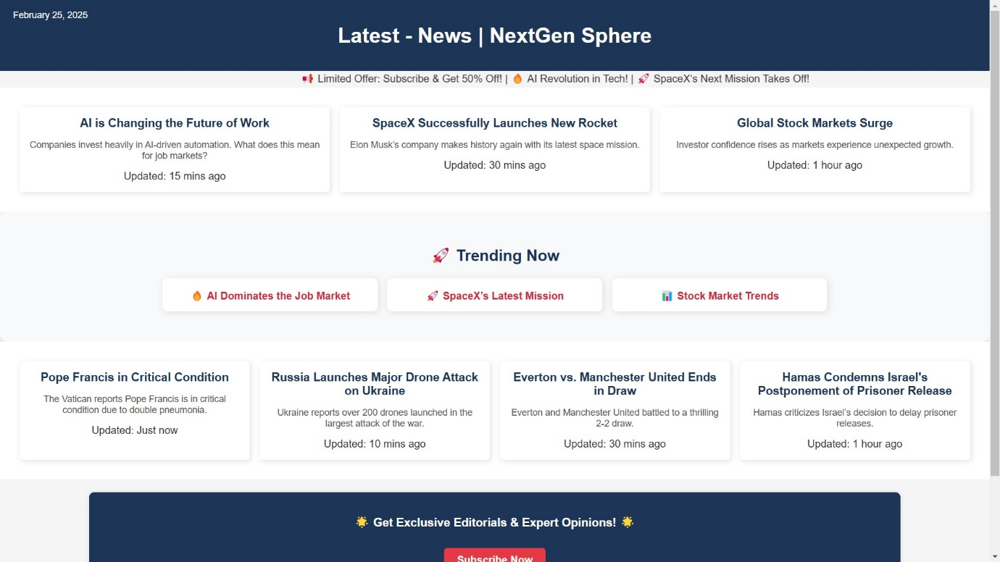 February 25, 2025
Latest - News | NextGen Sphere
📢 Limited Offer: Subscribe & Get 50% Off! | 🔥 AI Revolution in Tech! | 🚀 SpaceX's Next Mission Takes Off!
AI is Changing the Future of Work
Companies invest heavily in AI-driven automation. What does this mean
for job markets?
Updated: 15 mins ago
SpaceX Successfully Launches New Rocket
Elon Musk's company makes history again with its latest space mission.
Updated: 30 mins ago
Global Stock Markets Surge
Investor confidence rises as markets experience unexpected growth.
Updated: 1 hour ago
🚀 Trending Now
🔥 AI Dominates the Job Market
🚀 SpaceX's Latest Mission
📊 Stock Market Trends
Pope Francis in Critical Condition
The Vatican reports Pope Francis is in critical
condition due to double pneumonia.
Updated: Just now
Russia Launches Major Drone Attack
on Ukraine
Ukraine reports over 200 drones launched in the
largest attack of the war.
Updated: 10 mins ago
Everton vs. Manchester United Ends
in Draw
Everton and Manchester United battled to a thrilling
2-2 draw.
Updated: 30 mins ago
Hamas Condemns Israel's
Postponement of Prisoner Release
Hamas criticizes Israel's decision to delay prisoner
releases.
Updated: 1 hour ago
🌟 Get Exclusive Editorials & Expert Opinions! 🌟
Subscribe Now